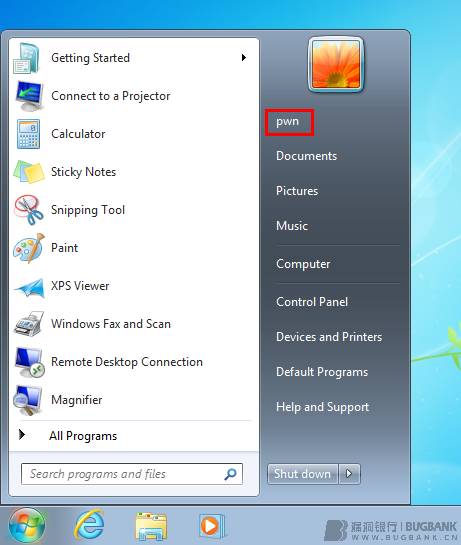 Getting Started
Connect to a Projector
Calculator
Sticky Notes
Snipping Tool
Paint
XPS Viewer
Windows Fax and Scan
Remote Desktop Connection
Magnifier
All Programs
Search programs and files
pwn
Documents
Pictures
Music
Computer
Control Panel
Devices and Printers
Default Programs
Help and Support
Shut down
漏洞银行 | BUGBANK
WWW.BUGBANK.CN